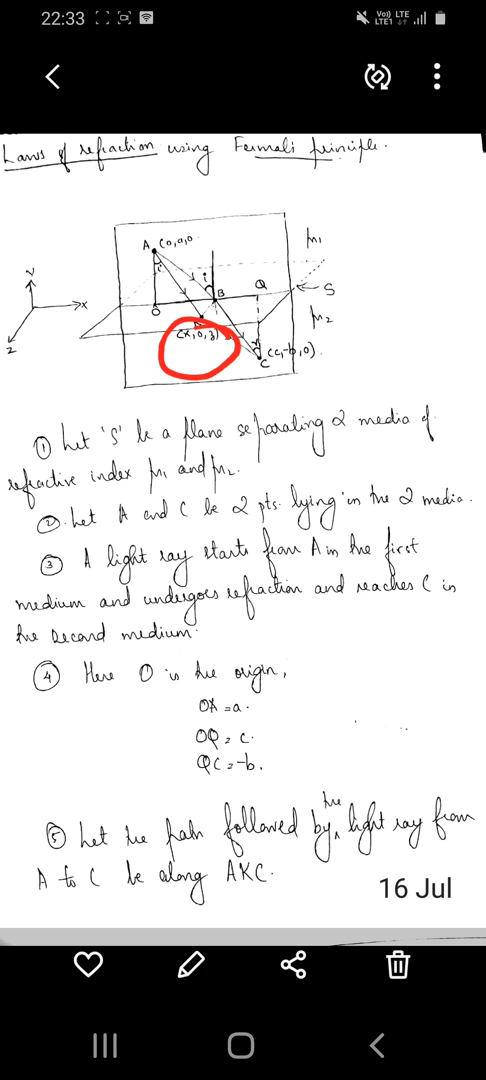 22:33
Vo)) LTE
LTE1
Laws of refraction using Fermat's principle.
A (0,a,0)
μ1
i
i
Y
X
Z
O
B
Q
S
μ2
(x,0,z)
r
C (c,-b,0).
① Let 'S' be a plane separating 2 media of
refractive index μ1 and μ2.
②. Let A and C be 2 pts. lying in the 2 media.
③ A light ray starts from A in the first
medium and undergoes refraction and reaches C in
the second medium.
④ Here O is the origin,
OA = a.
OQ = c.
QC = -b.
⑤ Let the path followed by the light ray from
A to C be along AKC.
16 Jul